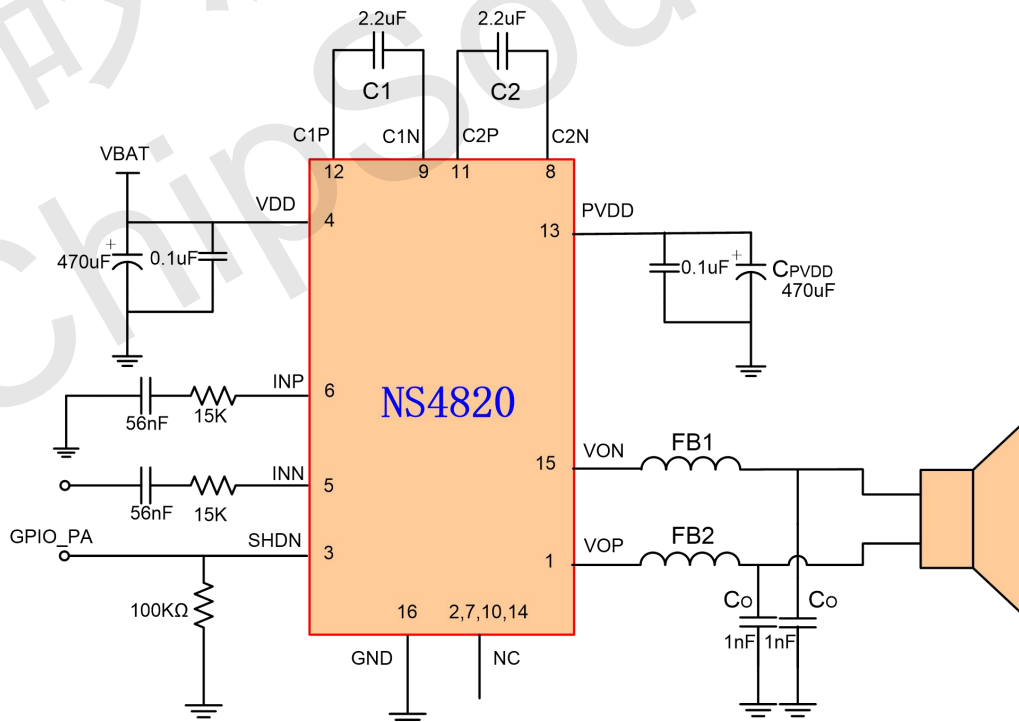 2.2uF
2.2uF
C1
C2
C1P
C1N
C2P
C2N
VBAT
12
9
11
8
VDD
4
PVDD
13
+
470uF
0.1uF
0.1uF
+
CPVDD
470uF
INP
6
NS4820
56nF
15K
VON
FB1
15
INN
5
56nF
15K
GPIO_PA
SHDN
3
VOP
FB2
1
100KΩ
16
2,7,10,14
CO
CO
1nF
1nF
GND
NC
ChipSou